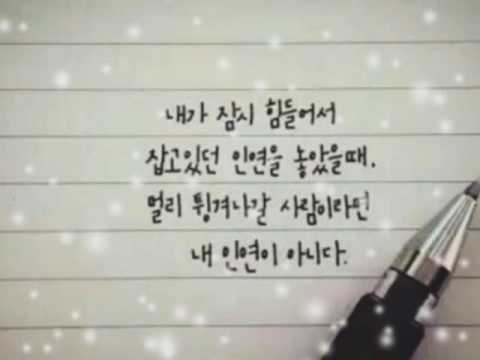 내가 잠시 힘들어서
잡고있던 인연을 놓았을때,
멀리 튕겨나갈 사람이라면
내 인연이 아니다.